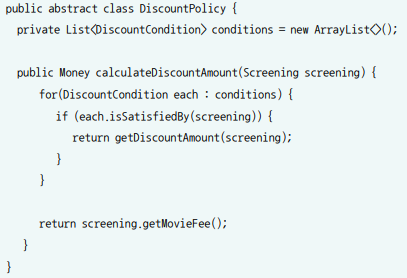 public abstract class DiscountPolicy {
private List<DiscountCondition> conditions = new ArrayList<>();
public Money calculateDiscountAmount(Screening screening) {
for(DiscountCondition each : conditions) {
if (each.isSatisfiedBy(screening)) {
return getDiscountAmount(screening);
}
}
return screening.getMovieFee();
}
}